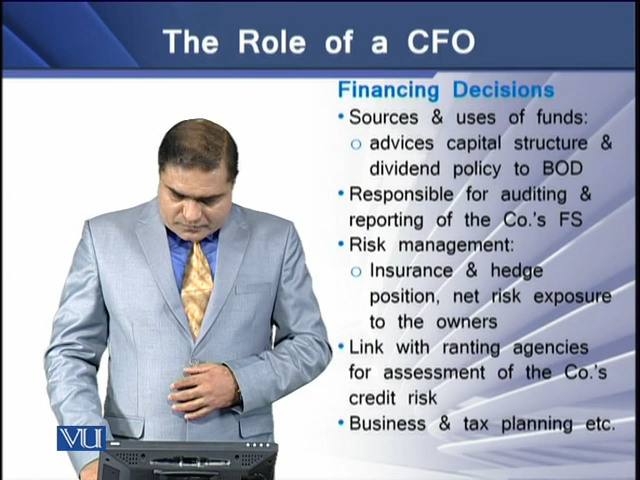 The Role of a CFO
Financing Decisions
• Sources & uses of funds:
o advices capital structure &
dividend policy to BOD
• Responsible for auditing &
reporting of the Co.'s FS
• Risk management:
o Insurance & hedge
position, net risk exposure
to the owners
• Link with ranting agencies
for assessment of the Co.'s
credit risk
• Business & tax planning etc.
VU